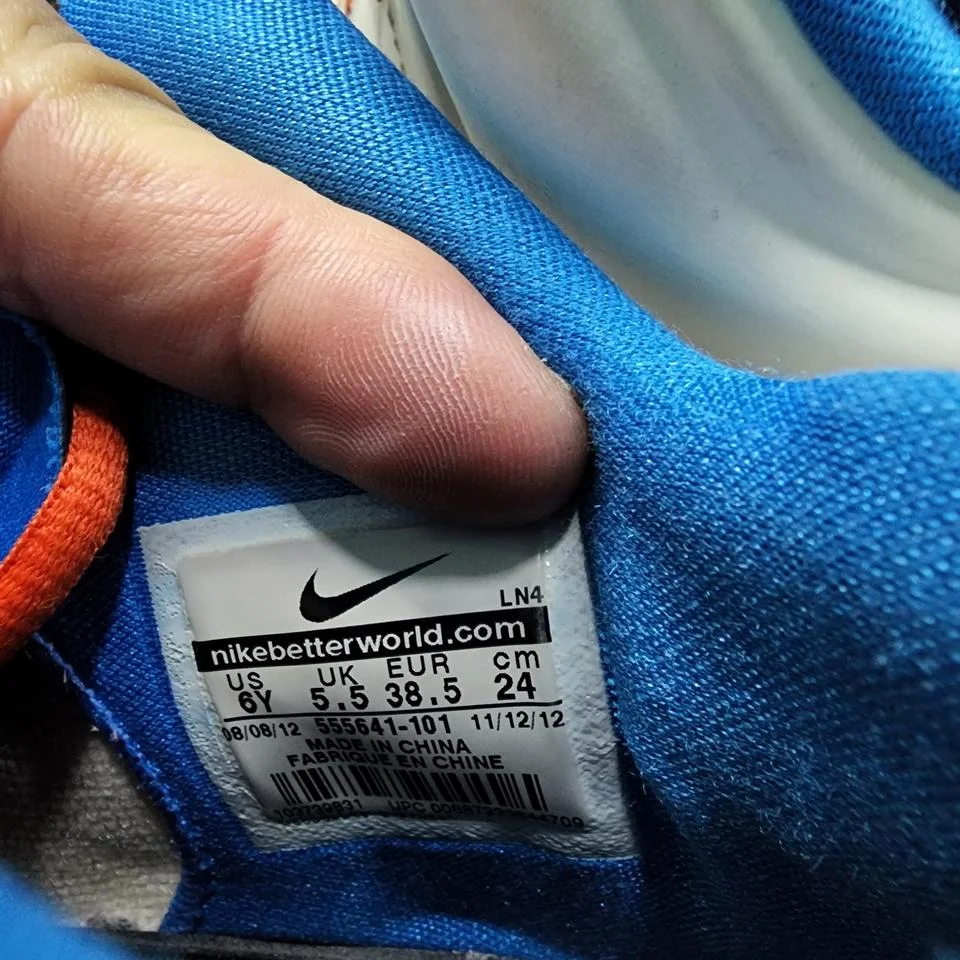 LN4
nikebetterworld.com
US UK EUR cm
6Y 5.5 38.5 24
08/08/12 555641-101 11/12/12
MADE IN CHINA
FABRIQUE EN CHINE
UPC